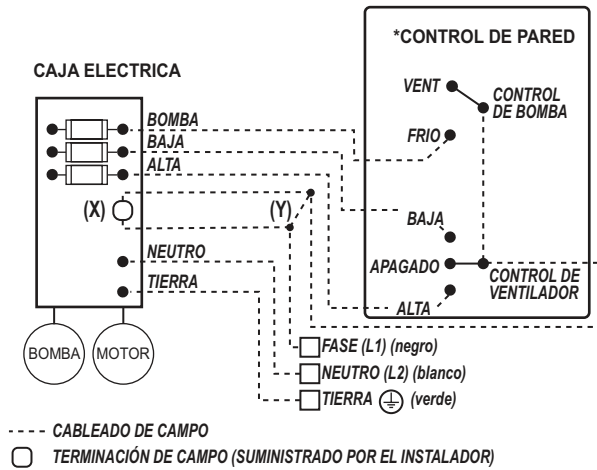 *CONTROL DE PARED
CAJA ELECTRICA
VENT
CONTROL
DE BOMBA
BOMBA
BAJA
FRIO
ALTA
(X)
(Y)
BAJA
NEUTRO
APAGADO
CONTROL DE
VENTILADOR
TIERRA
ALTA
BOMBA
MOTOR
FASE (L1) (negro)
NEUTRO (L2) (blanco)
TIERRA (verde)
CABLEADO DE CAMPO
TERMINACIÓN DE CAMPO (SUMINISTRADO POR EL INSTALADOR)